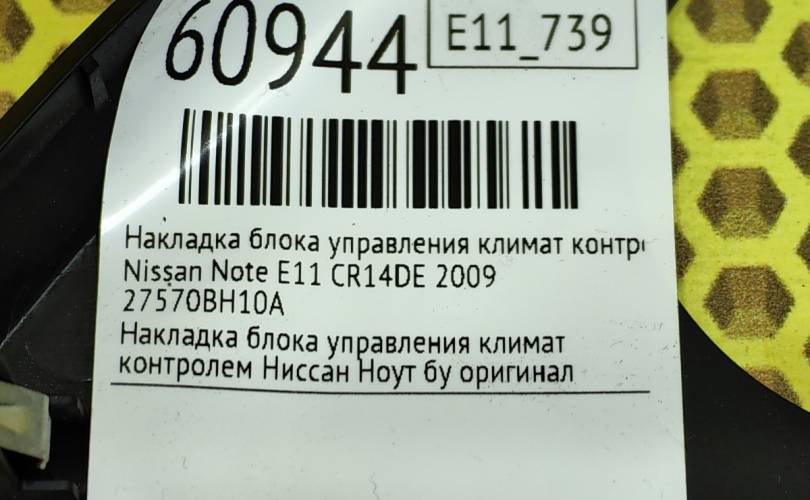 60944
E11_739
Накладка блока управления климат контр
Nissan Note E11 CR14DE 2009
27570BH10A
Накладка блока управления климат
контролем Ниссан Ноут бу оригинал